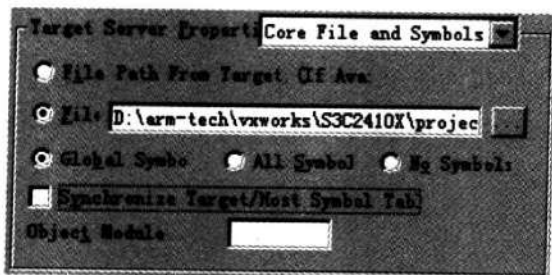 Target Server Properti Core File and Symbols
File Path From Target (If Ava:
File D:\arm-tech\vxworks\S3C2410X\projec ...
Global Symbo All Symbol No Symbols
Synchronize Target/Host Symbol Tab
Object Module